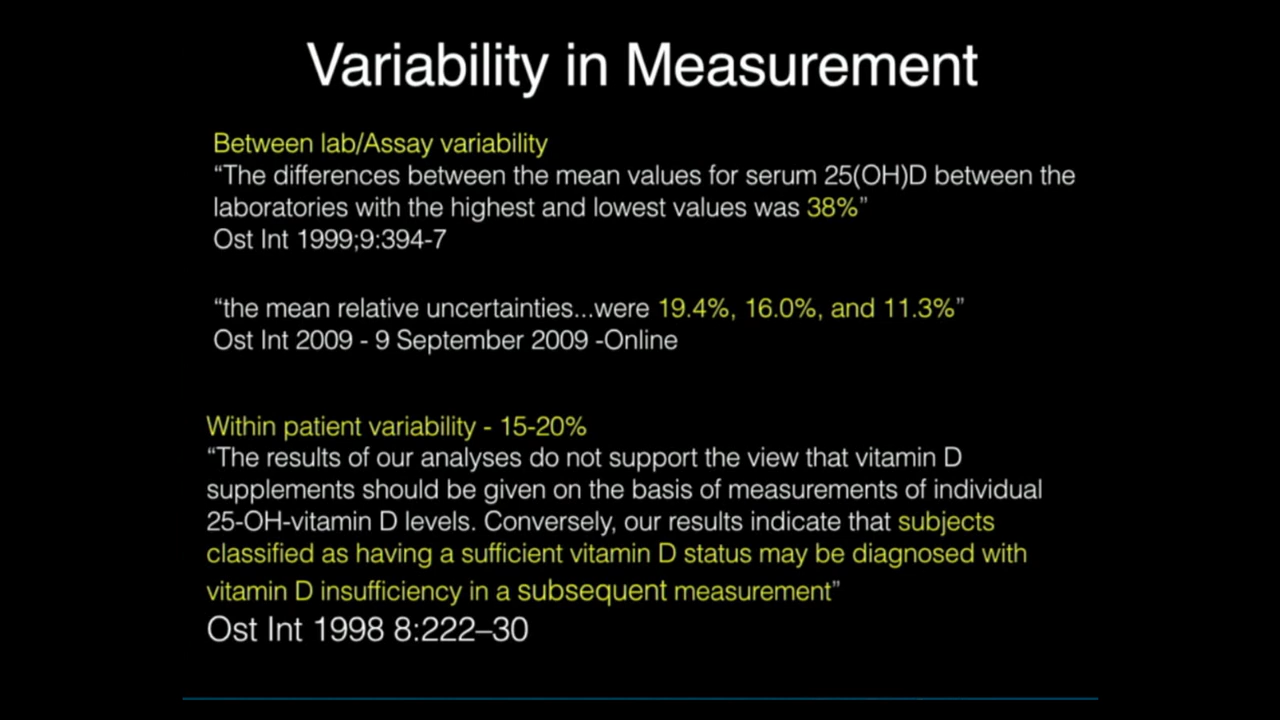 Variability in Measurement
Between lab/Assay variability
“The differences between the mean values for serum 25(OH)D between the
laboratories with the highest and lowest values was 38%”
Ost Int 1999;9:394-7
“the mean relative uncertainties...were 19.4%, 16.0%, and 11.3%”
Ost Int 2009 - 9 September 2009 -Online
Within patient variability - 15-20%
“The results of our analyses do not support the view that vitamin D
supplements should be given on the basis of measurements of individual
25-OH-vitamin D levels. Conversely, our results indicate that subjects
classified as having a sufficient vitamin D status may be diagnosed with
vitamin D insufficiency in a subsequent measurement”
Ost Int 1998 8:222–30